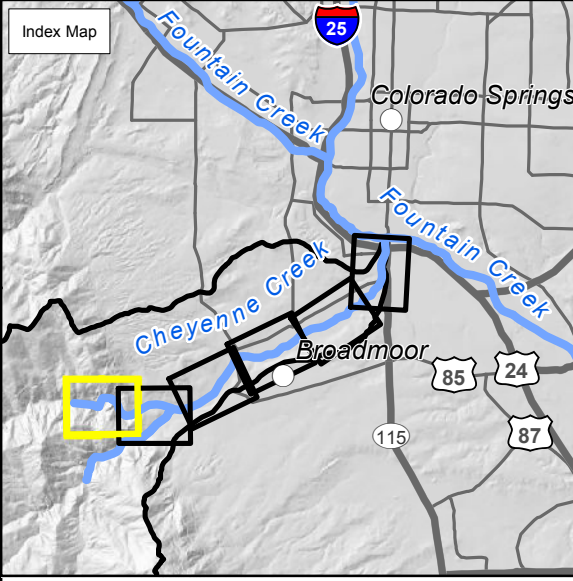 Index Map
25
Fountain Creek
Colorado Springs
Fountain Creek
Cheyenne Creek
Broadmoor
85
24
87
115